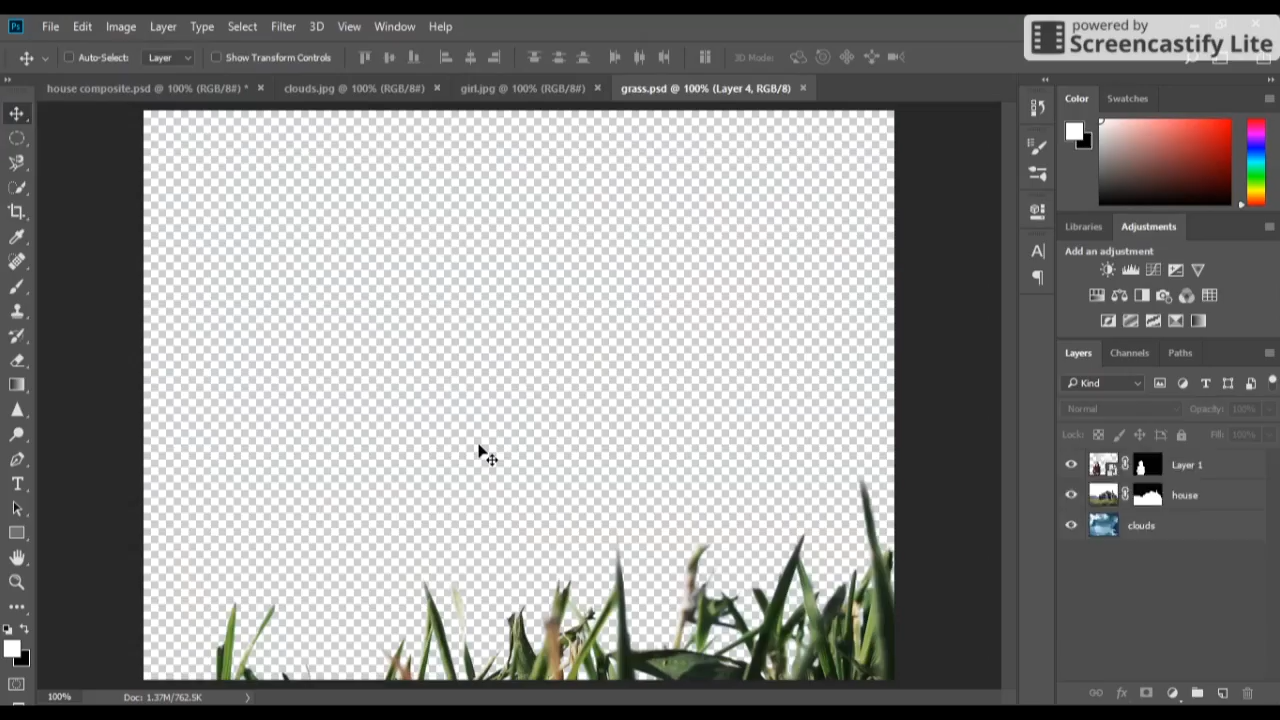 powered by
Screencastify Lite
Ps File Edit Image Layer Type Select Filter 3D View Window Help
Auto-Select: Layer Show Transform Controls 3D Mode:
house composite.psd @ 100% (RGB/8#) * clouds.jpg @ 100% (RGB/8#) girl.jpg @ 100% (RGB/8#) grass.psd @ 100% (Layer 4, RGB/8)
Color Swatches
Libraries Adjustments
Add an adjustment
Layers Channels Paths
Kind
Normal Opacity: 100%
Lock: Fill: 100%
Layer 1
house
clouds
100% Doc: 1.37M/762.5K